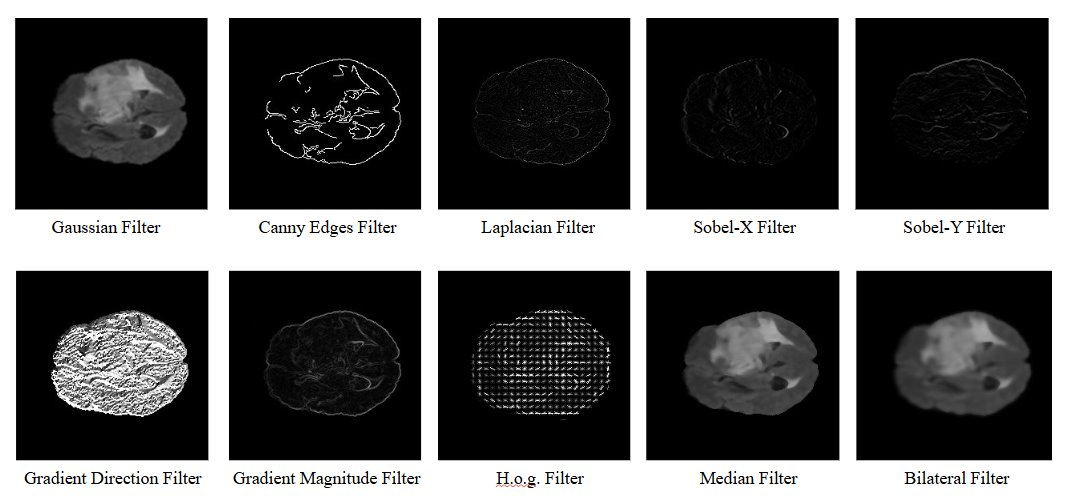 Gaussian Filter
Canny Edges Filter
Laplacian Filter
Sobel-X Filter
Sobel-Y Filter
Gradient Direction Filter
Gradient Magnitude Filter
H.o.g. Filter
Median Filter
Bilateral Filter